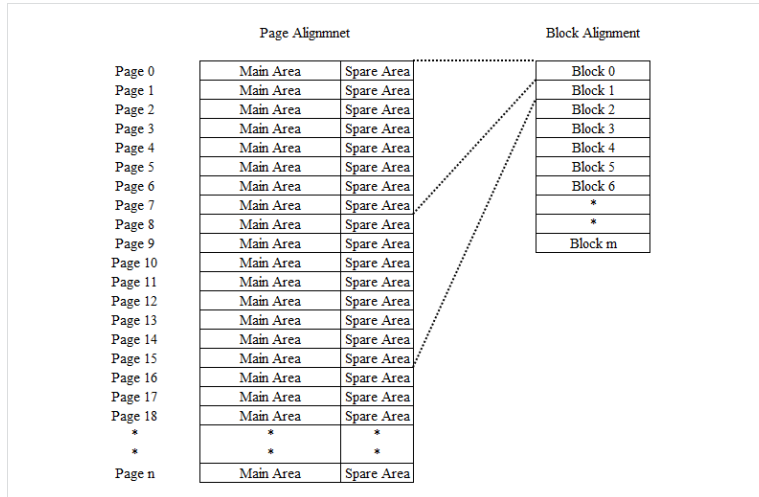 Page Alignmnet Block Alignment
Page 0 Main Area Spare Area Block 0
Page 1 Main Area Spare Area Block 1
Page 2 Main Area Spare Area Block 2
Page 3 Main Area Spare Area Block 3
Page 4 Main Area Spare Area Block 4
Page 5 Main Area Spare Area Block 5
Page 6 Main Area Spare Area Block 6
Page 7 Main Area Spare Area *
Page 8 Main Area Spare Area *
Page 9 Main Area Spare Area Block m
Page 10 Main Area Spare Area
Page 11 Main Area Spare Area
Page 12 Main Area Spare Area
Page 13 Main Area Spare Area
Page 14 Main Area Spare Area
Page 15 Main Area Spare Area
Page 16 Main Area Spare Area
Page 17 Main Area Spare Area
Page 18 Main Area Spare Area
* * *
* * *
Page n Main Area Spare Area